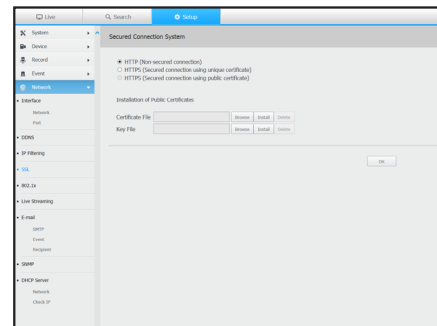 Live
Search
Setup
System
Device
Record
Event
Network
Interface
Network
Port
DDNS
IP Filtering
SSL
802.1x
Live Streaming
E-mail
SMTP
Event
Recipient
SNMP
DHCP Server
Network
Check IP
Secured Connection System
HTTP (Non-secured connection)
HTTPS (Secured connection using unique certificate)
HTTPS (Secured connection using public certificate)
Installation of Public Certificates
Certificate File Browse Install Delete
Key File Browse Install Delete
OK